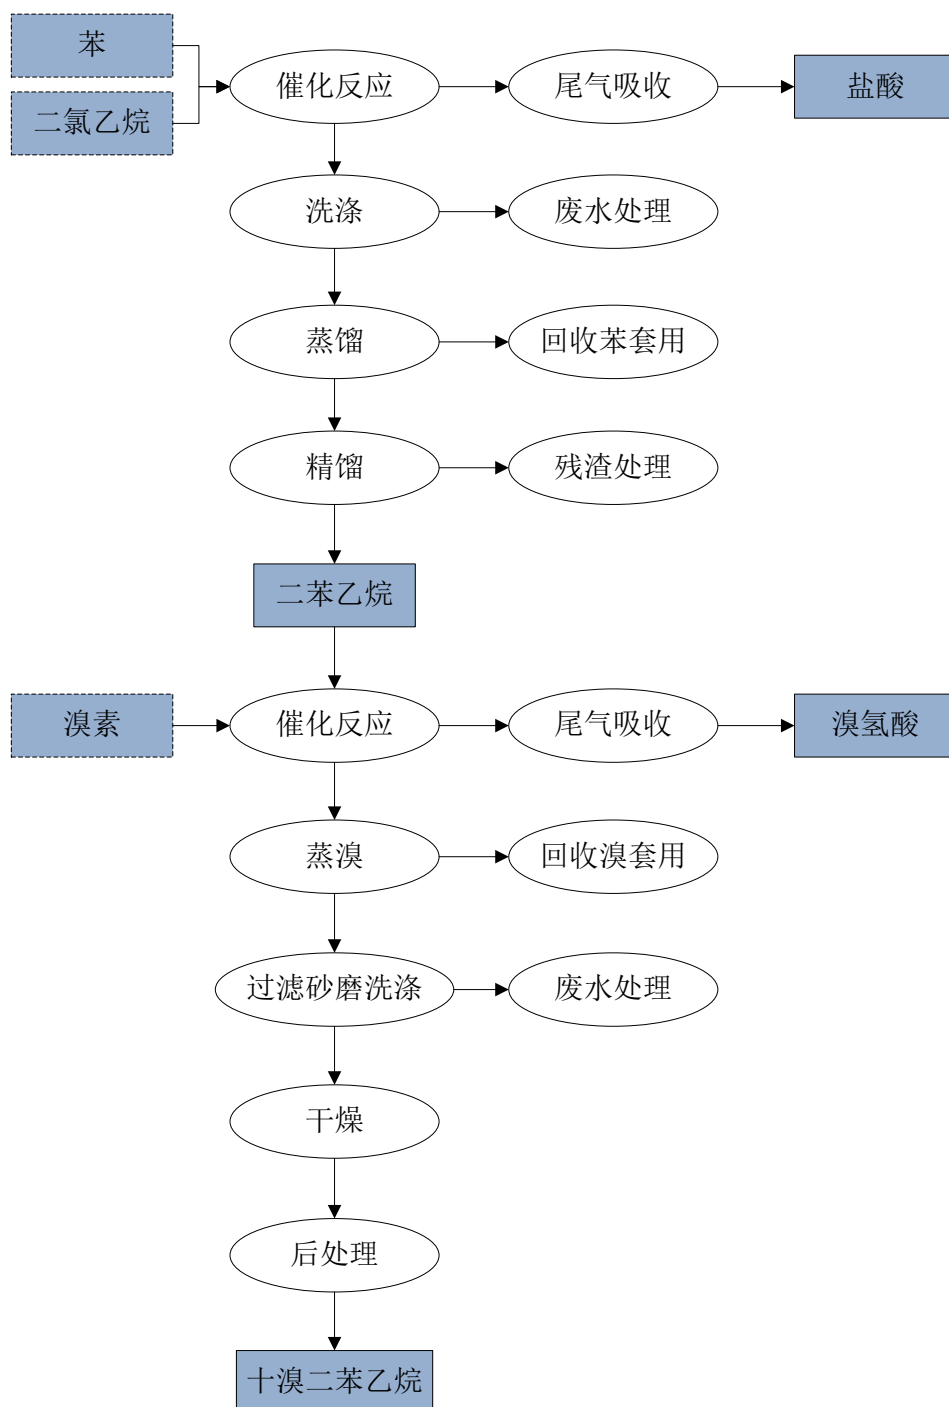 苯
二氯乙烷
催化反应
尾气吸收
盐酸
洗涤
废水处理
蒸馏
回收苯套用
精馏
残渣处理
二苯乙烷
溴素
催化反应
尾气吸收
溴氢酸
蒸溴
回收溴套用
过滤砂磨洗涤
废水处理
干燥
后处理
十溴二苯乙烷